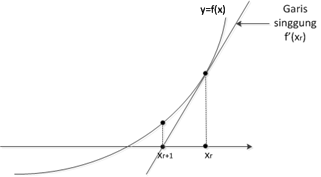 y=f(x)
Garis
singgung
f'(xr)
xr+1
xr